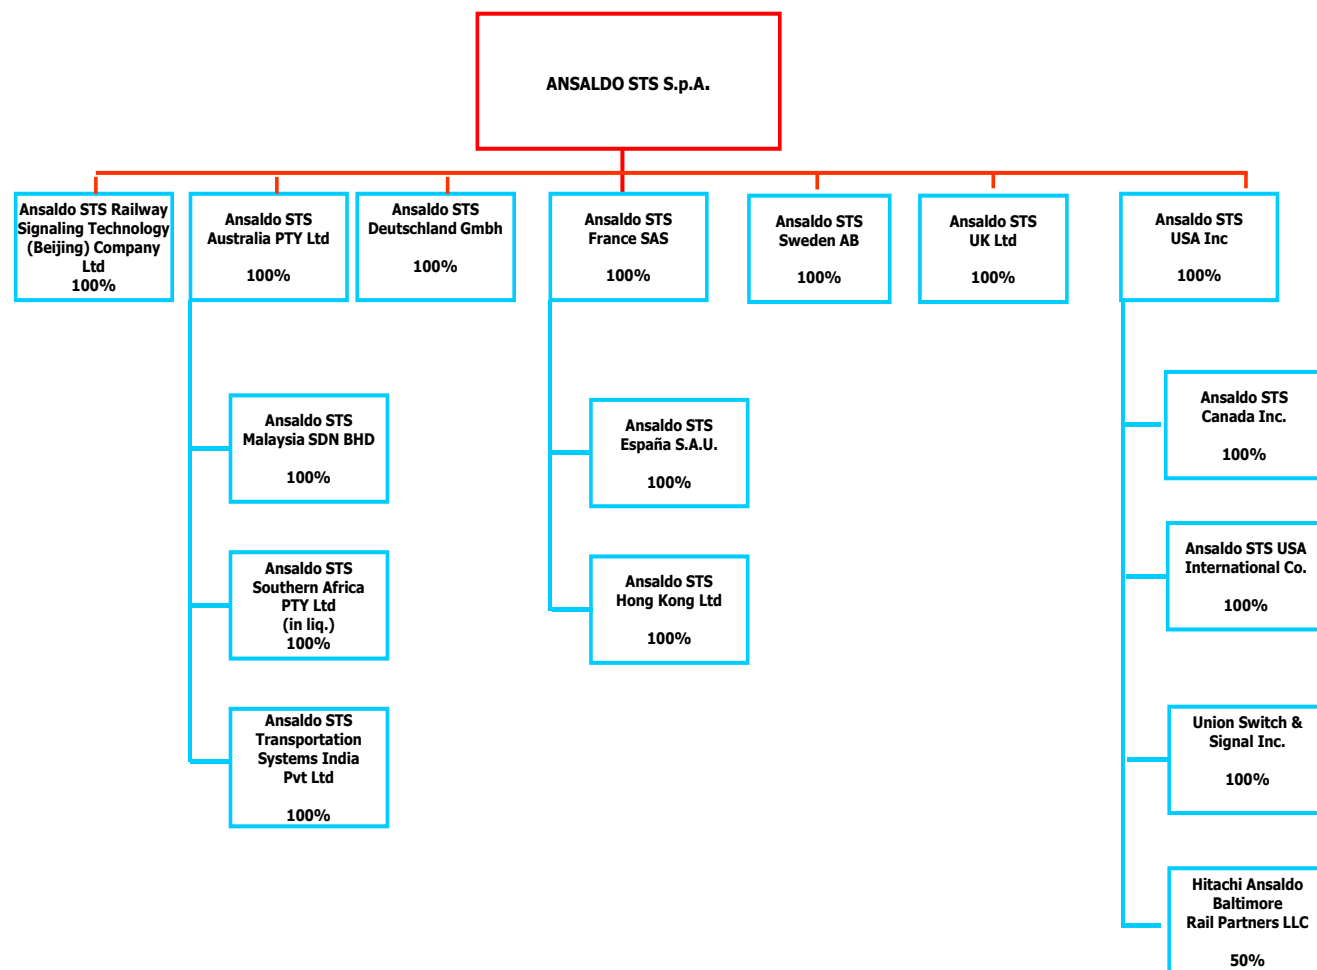 ANSALDO STS S.p.A.
Ansaldo STS Railway
Signaling Technology
(Beijing) Company
Ltd
100%
Ansaldo STS
Australia PTY Ltd
100%
Ansaldo STS
Deutschland Gmbh
100%
Ansaldo STS
France SAS
100%
Ansaldo STS
Sweden AB
100%
Ansaldo STS
UK Ltd
100%
Ansaldo STS
USA Inc
100%
Ansaldo STS
Malaysia SDN BHD
100%
Ansaldo STS
Southern Africa
PTY Ltd
(in liq.)
100%
Ansaldo STS
Transportation
Systems India
Pvt Ltd
100%
Ansaldo STS
España S.A.U.
100%
Ansaldo STS
Hong Kong Ltd
100%
Ansaldo STS
Canada Inc.
100%
Ansaldo STS USA
International Co.
100%
Union Switch &
Signal Inc.
100%
Hitachi Ansaldo
Baltimore
Rail Partners LLC
50%